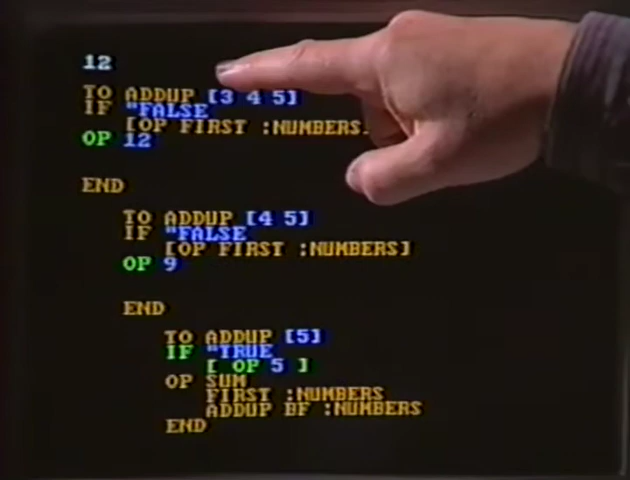 12
TO ADDUP [3 4 5]
IF "FALSE
[OP FIRST :NUMBERS
OP 12
END
TO ADDUP [4 5]
IF "FALSE
[OP FIRST :NUMBERS]
OP 9
END
TO ADDUP [5]
IF "TRUE
[ OP 5 ]
OP SUM
FIRST :NUMBERS
ADDUP BF :NUMBERS
END